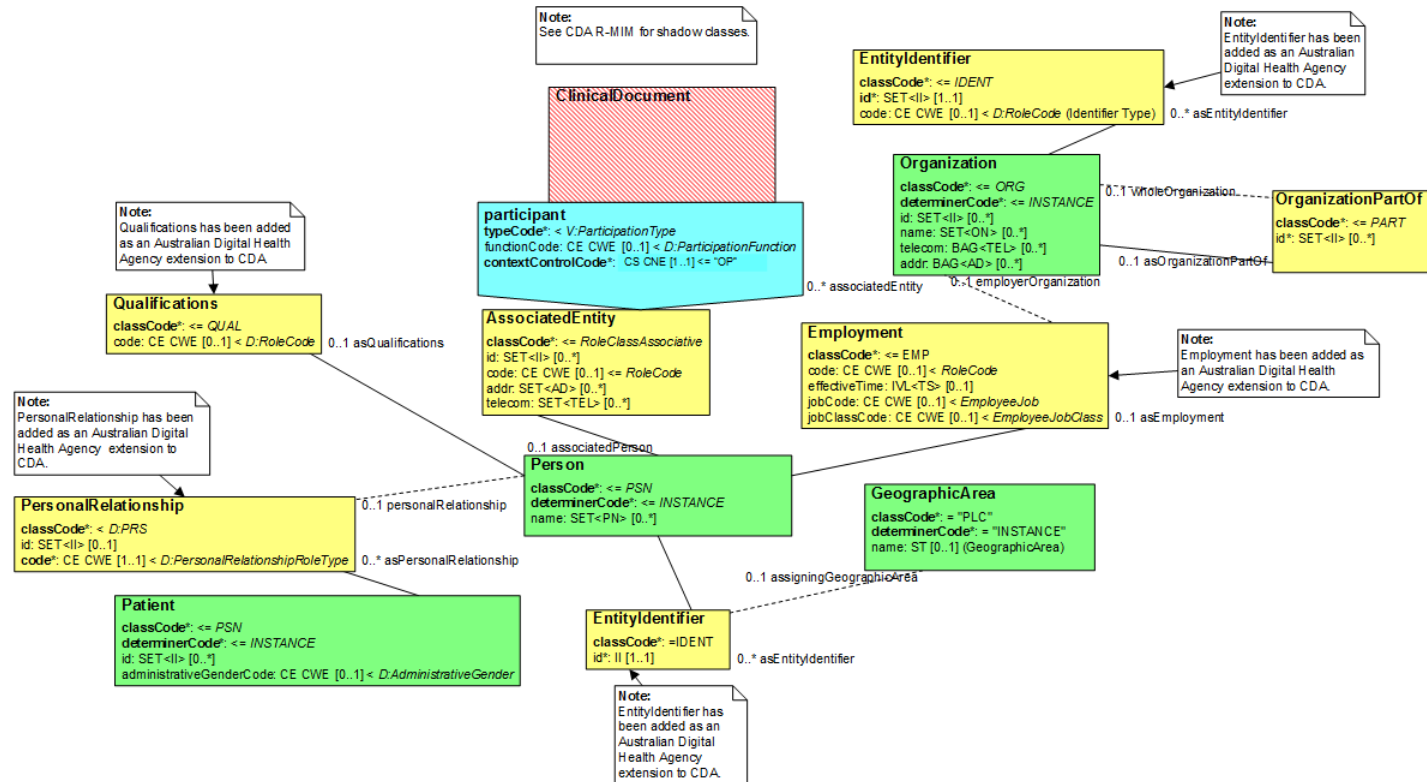 Note:
See CDA R-MIM for shadow classes.
Note:
EntityIdentifier has been
added as an Australian
Digital Health Agency
extension to CDA.
EntityIdentifier
classCode*: <= IDENT
id*: SET<II> [1..1]
code: CE CWE [0..1] < D:RoleCode (Identifier Type)
0..* asEntityIdentifier
ClinicalDocument
Organization
classCode*: <= ORG
determinerCode*: <= INSTANCE
id: SET<II> [0..*]
name: SET<ON> [0..*]
telecom: BAG<TEL> [0..*]
addr: BAG<AD> [0..*]
0..1 wholeOrganization
OrganizationPartOf
classCode*: <= PART
id*: SET<II> [0..*]
0..1 asOrganizationPartOf
0..1 employerOrganization
Note:
Qualifications has been added
as an Australian Digital Health
Agency extension to CDA
participant
typeCode*: < V:ParticipationType
functionCode: CE CWE [0..1] < D:ParticipationFunction
contextControlCode*: CS CNE [1..1] <= "OP"
0..* associatedEntity
Qualifications
classCode*: <= QUAL
code: CE CWE [0..1] < D:RoleCode
0..1 asQualifications
AssociatedEntity
classCode*: <= RoleClassAssociative
id: SET<II> [0..*]
code: CE CWE [0..1] <= RoleCode
addr: SET<AD> [0..*]
telecom: SET<TEL> [0..*]
Employment
classCode*: <= EMP
code: CE CWE [0..1] < RoleCode
effectiveTime: IVL<TS> [0..1]
jobCode: CE CWE [0..1] < EmployeeJob
jobClassCode: CE CWE [0..1] < EmployeeJobClass
0..1 asEmployment
Note:
Employment has been added as
an Australian Digital Health
Agency extension to CDA.
Note:
PersonalRelationship has been
added as an Australian Digital
Health Agency extension to
CDA.
0..1 associatedPerson
Person
classCode*: <= PSN
determinerCode*: <= INSTANCE
name: SET<PN> [0..*]
GeographicArea
classCode*: = "PLC"
determinerCode*: = "INSTANCE"
name: ST [0..1] (GeographicArea)
PersonalRelationship
classCode*: < D:PRS
id: SET<II> [0..1]
code*: CE CWE [1..1] < D:PersonalRelationshipRoleType
0..1 personalRelationship
0..* asPersonalRelationship
0..1 assigningGeographicArea
Patient
classCode*: <= PSN
determinerCode*: <= INSTANCE
id: SET<II> [0..*]
administrativeGenderCode: CE CWE [0..1] < D:AdministrativeGender
EntityIdentifier
classCode*: =IDENT
id*: II [1..1]
0..* asEntityIdentifier
Note:
EntityIdentifier has
been added as an
Australian Digital
Health Agency
extension to CDA.